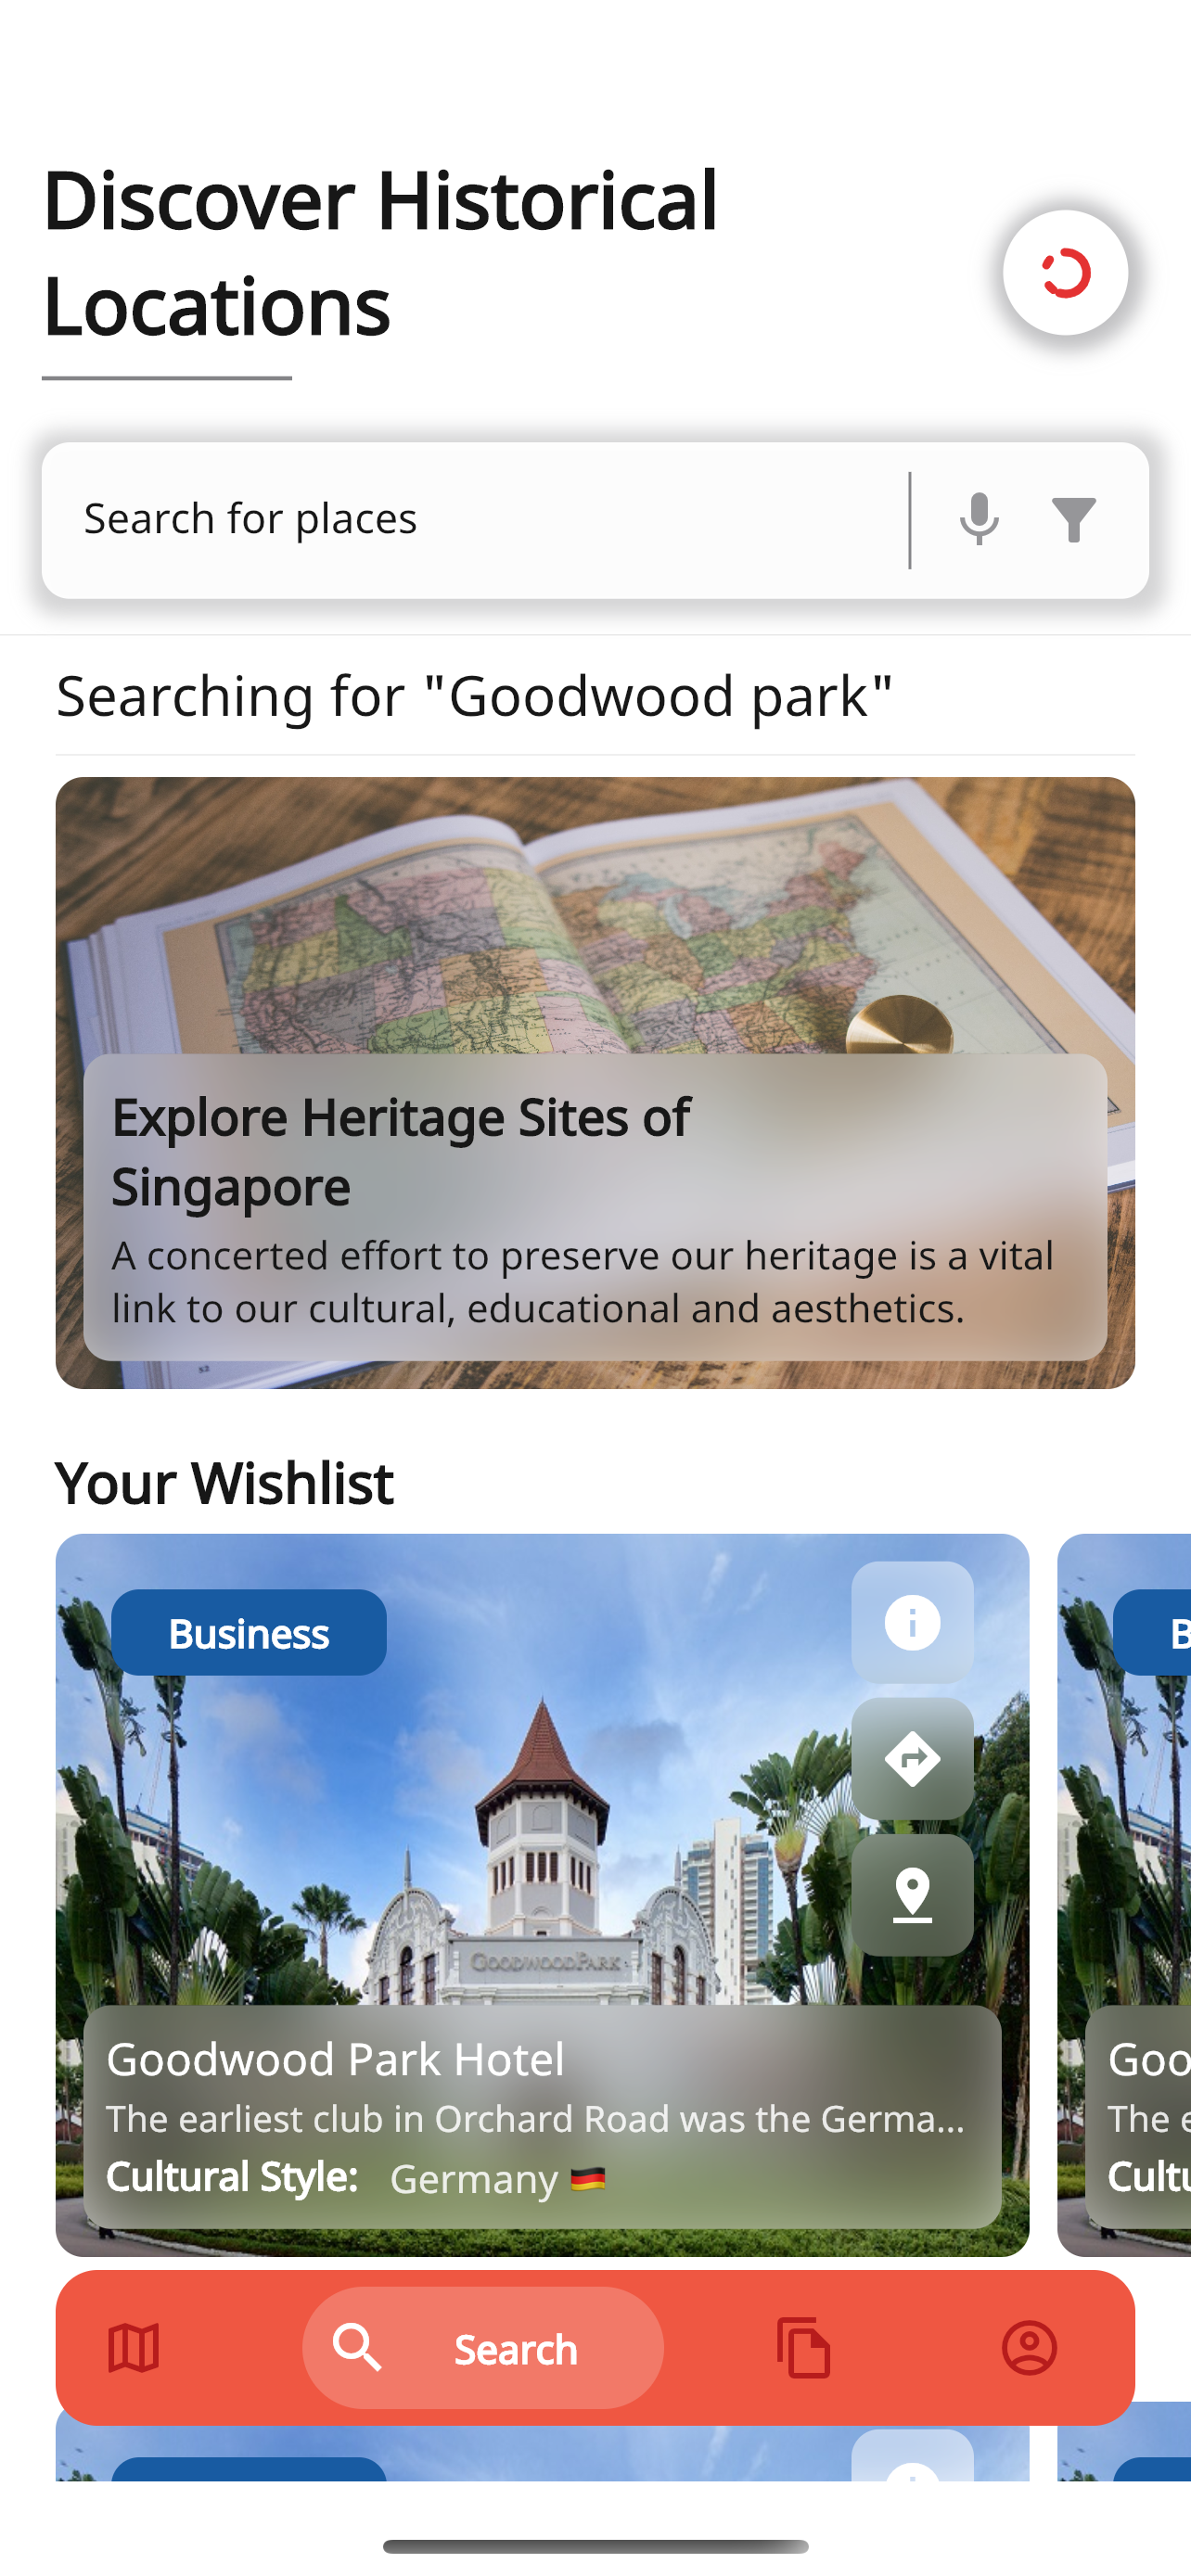 Discover Historical
Locations
Search for places
Searching for "Goodwood park"
Explore Heritage Sites of
Singapore
A concerted effort to preserve our heritage is a vital
link to our cultural, educational and aesthetics.
Your Wishlist
Business
B
GOODWOODPARK
Goodwood Park Hotel
Goo
The earliest club in Orchard Road was the Germa...
The e
Cultural Style: Germany 🇩🇪
Cultu
Search